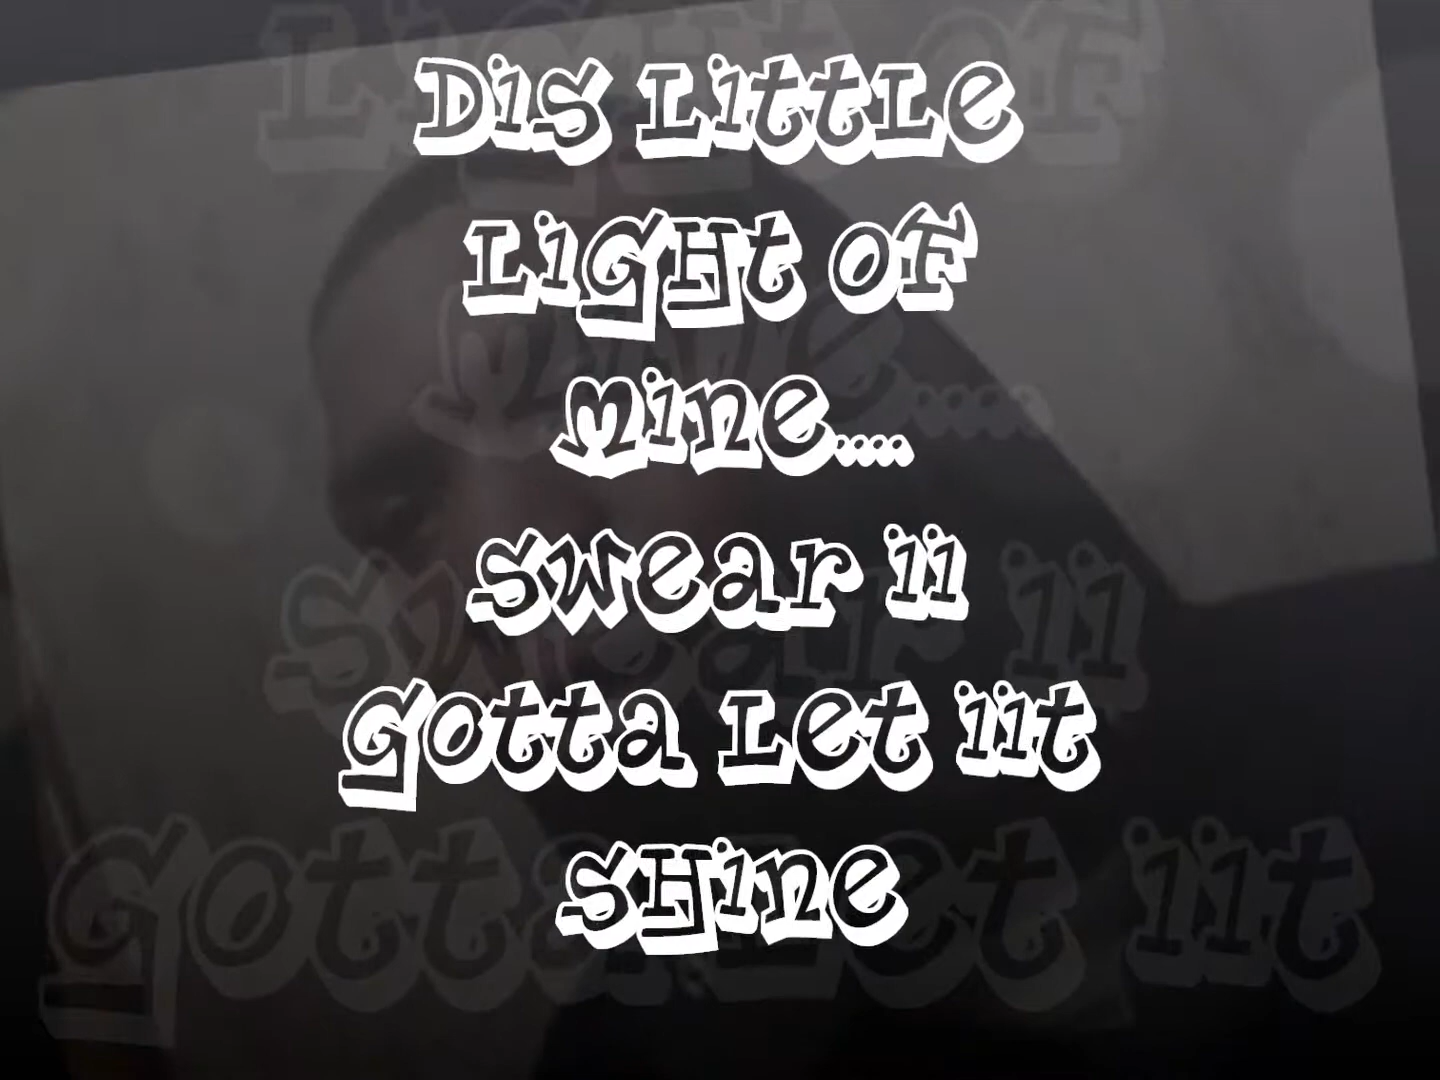 Dis LittLe
LiGHt oF
mine....
swear ii
Gotta Let iit
sHine